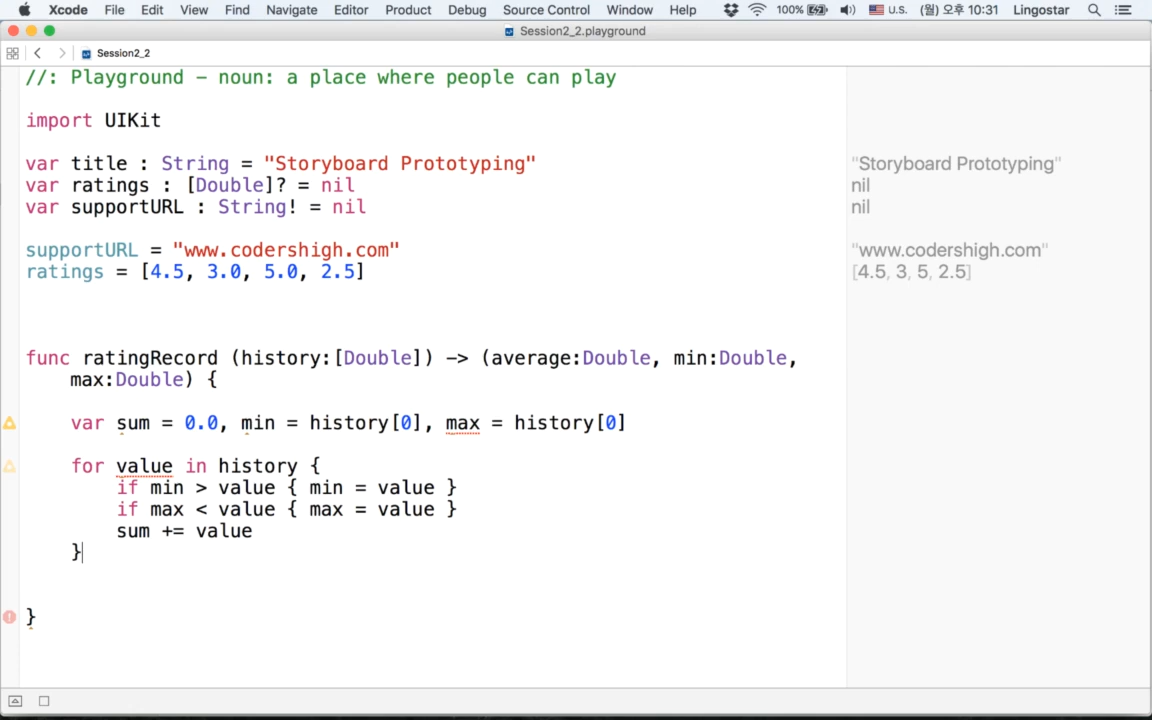 Xcode File Edit View Find Navigate Editor Product Debug Source Control Window Help 100% U.S. (월) 오후 10:31 Lingostar
Session2_2.playground
Session2_2
//: Playground - noun: a place where people can play
import UIKit
var title : String = "Storyboard Prototyping" "Storyboard Prototyping"
var ratings : [Double]? = nil nil
var supportURL : String! = nil nil
supportURL = "www.codershigh.com" "www.codershigh.com"
ratings = [4.5, 3.0, 5.0, 2.5] [4.5, 3, 5, 2.5]
func ratingRecord (history:[Double]) -> (average:Double, min:Double,
max:Double) {
var sum = 0.0, min = history[0], max = history[0]
for value in history {
if min > value { min = value }
if max < value { max = value }
sum += value
}
}